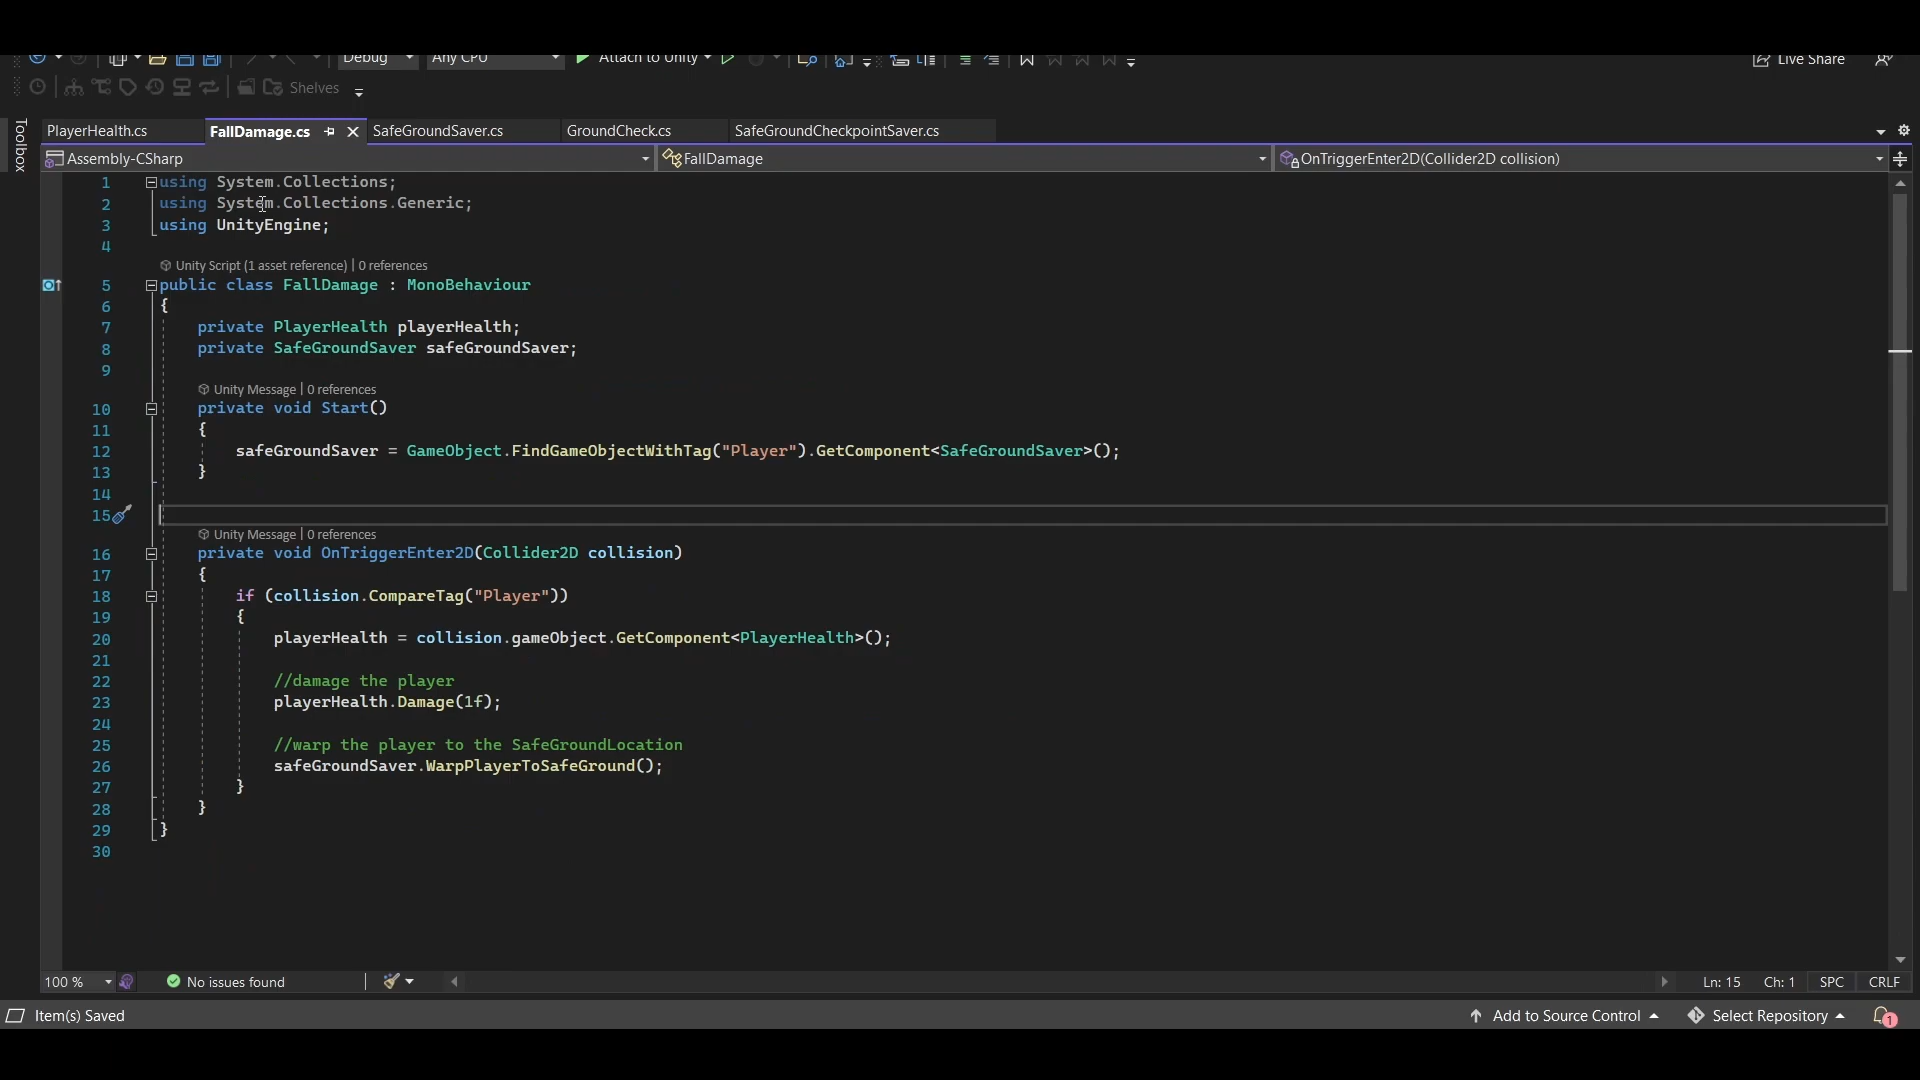 Debug Any CPU Attach to Unity Live Share
Shelves
Toolbox
PlayerHealth.cs FallDamage.cs SafeGroundSaver.cs GroundCheck.cs SafeGroundCheckpointSaver.cs
Assembly-CSharp FallDamage OnTriggerEnter2D(Collider2D collision)
1 using System.Collections;
2 using System.Collections.Generic;
3 using UnityEngine;
4
Unity Script (1 asset reference) | 0 references
5 public class FallDamage : MonoBehaviour
6 {
7 private PlayerHealth playerHealth;
8 private SafeGroundSaver safeGroundSaver;
9
Unity Message | 0 references
10 private void Start()
11 {
12 safeGroundSaver = GameObject.FindGameObjectWithTag("Player").GetComponent<SafeGroundSaver>();
13 }
14
15
Unity Message | 0 references
16 private void OnTriggerEnter2D(Collider2D collision)
17 {
18 if (collision.CompareTag("Player"))
19 {
20 playerHealth = collision.gameObject.GetComponent<PlayerHealth>();
21
22 //damage the player
23 playerHealth.Damage(1f);
24
25 //warp the player to the SafeGroundLocation
26 safeGroundSaver.WarpPlayerToSafeGround();
27 }
28 }
29 }
30
100 % No issues found Ln: 15 Ch: 1 SPC CRLF
Item(s) Saved Add to Source Control Select Repository 1